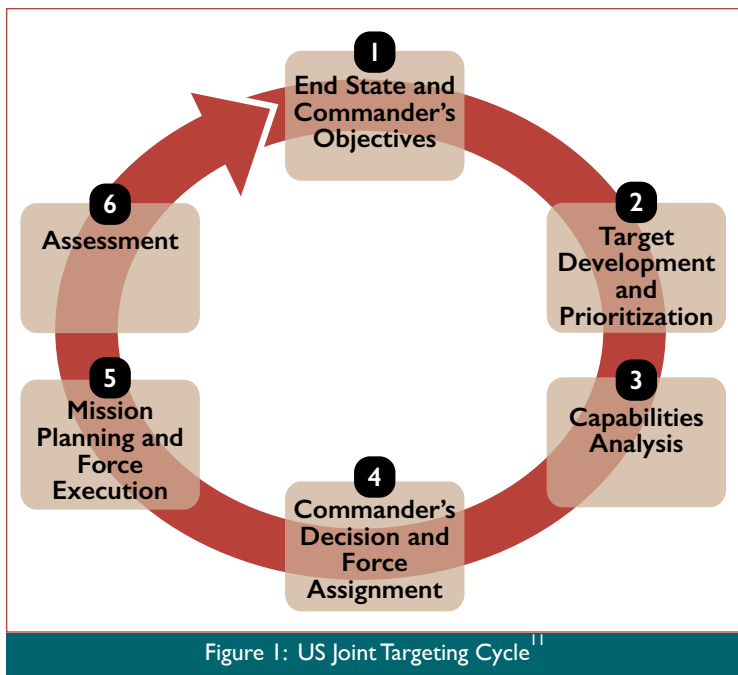 1
End State and
Commander's
Objectives
2
Target
Development
and
Prioritization
3
Capabilities
Analysis
4
Commander's
Decision and
Force
Assignment
5
Mission
Planning and
Force
Execution
6
Assessment
Figure 1: US Joint Targeting Cycle11